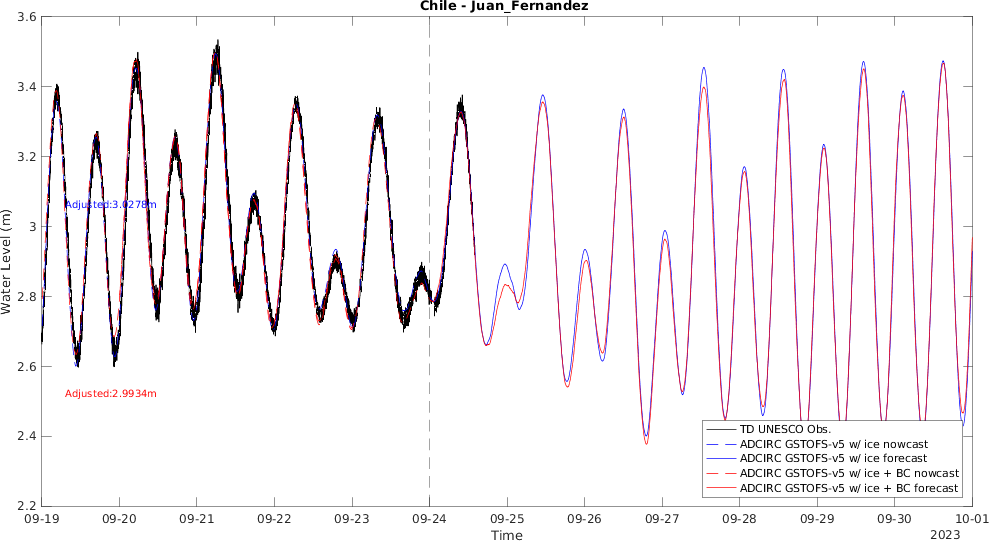 Chile - Juan_Fernandez
3.6
3.4
3.2
3
2.8
2.6
2.4
2.2
Water Level (m)
Adjusted:3.0278m
Adjusted:2.9934m
TD UNESCO Obs.
ADCIRC GSTOFS-v5 w/ ice nowcast
ADCIRC GSTOFS-v5 w/ ice forecast
ADCIRC GSTOFS-v5 w/ ice + BC nowcast
ADCIRC GSTOFS-v5 w/ ice + BC forecast
09-19 09-20 09-21 09-22 09-23 09-24 09-25 09-26 09-27 09-28 09-29 09-30 10-01
Time
2023